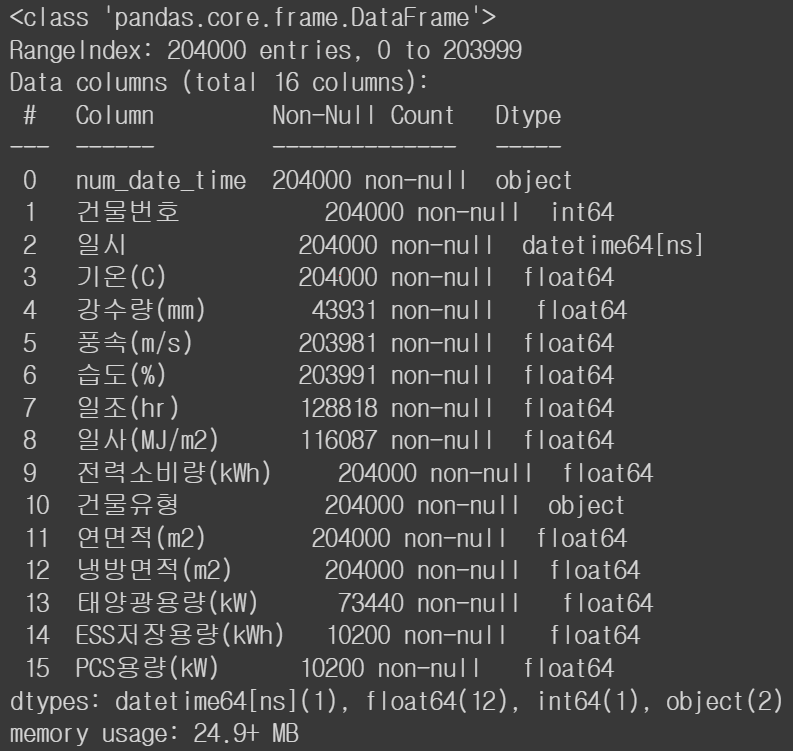 <class 'pandas.core.frame.DataFrame'>
RangeIndex: 204000 entries, 0 to 203999
Data columns (total 16 columns):
 #   Column         Non-Null Count   Dtype
---  ------         --------------   -----
 0   num_date_time  204000 non-null  object
 1   건물번호           204000 non-null  int64
 2   일시             204000 non-null  datetime64[ns]
 3   기온(C)          204000 non-null  float64
 4   강수량(mm)        43931 non-null   float64
 5   풍속(m/s)        203981 non-null  float64
 6   습도(%)          203991 non-null  float64
 7   일조(hr)         128818 non-null  float64
 8   일사(MJ/m2)      116087 non-null  float64
 9   전력소비량(kWh)     204000 non-null  float64
 10  건물유형           204000 non-null  object
 11  연면적(m2)        204000 non-null  float64
 12  냉방면적(m2)       204000 non-null  float64
 13  태양광용량(kW)      73440 non-null   float64
 14  ESS저장용량(kWh)   10200 non-null   float64
 15  PCS용량(kW)      10200 non-null   float64
dtypes: datetime64[ns](1), float64(12), int64(1), object(2)
memory usage: 24.9+ MB